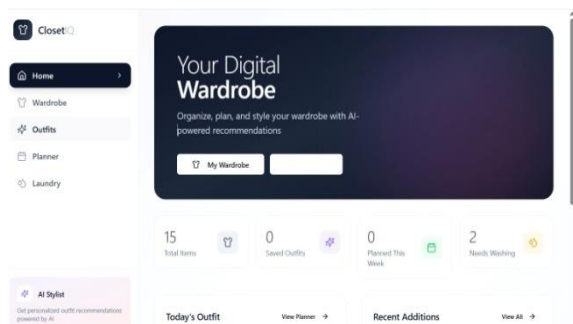 ClosetIQ
Home
Wardrobe
Outfits
Planner
Laundry
AI Stylist
Get personalized outfit recommendations
powered by AI
Your Digital
Wardrobe
Organize, plan, and style your wardrobe with AI-
powered recommendations
My Wardrobe
15
Total Items
0
Saved Outfits
0
Planned This
Week
2
Needs Washing
Today's Outfit
View Planner
Recent Additions
View All